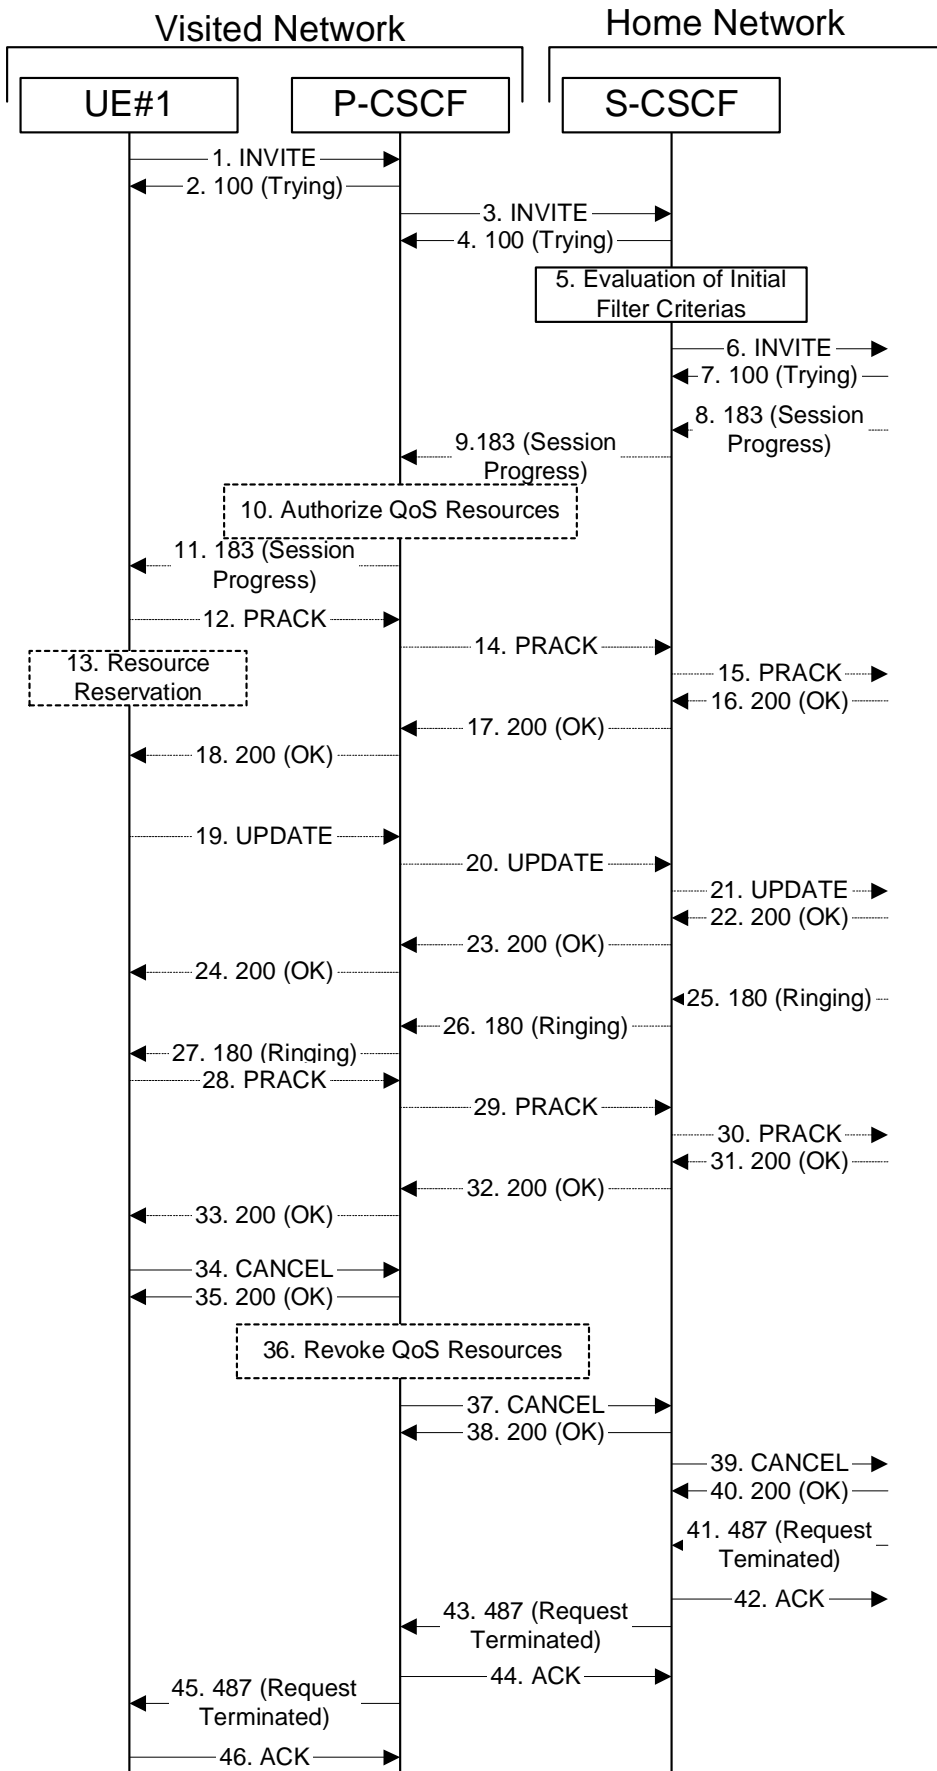 Visited Network
Home Network
UE#1
P-CSCF
S-CSCF
1. INVITE
2. 100 (Trying)
3. INVITE
4. 100 (Trying)
5. Evaluation of Initial
Filter Criterias
6. INVITE
7. 100 (Trying)
8. 183 (Session
Progress)
9.183 (Session
Progress)
10. Authorize QoS Resources
11. 183 (Session
Progress)
12. PRACK
13. Resource
Reservation
14. PRACK
15. PRACK
16. 200 (OK)
17. 200 (OK)
18. 200 (OK)
19. UPDATE
20. UPDATE
21. UPDATE
22. 200 (OK)
23. 200 (OK)
24. 200 (OK)
25. 180 (Ringing)
26. 180 (Ringing)
27. 180 (Ringing)
28. PRACK
29. PRACK
30. PRACK
31. 200 (OK)
32. 200 (OK)
33. 200 (OK)
34. CANCEL
35. 200 (OK)
36. Revoke QoS Resources
37. CANCEL
38. 200 (OK)
39. CANCEL
40. 200 (OK)
41. 487 (Request
Teminated)
42. ACK
43. 487 (Request
Terminated)
44. ACK
45. 487 (Request
Terminated)
46. ACK